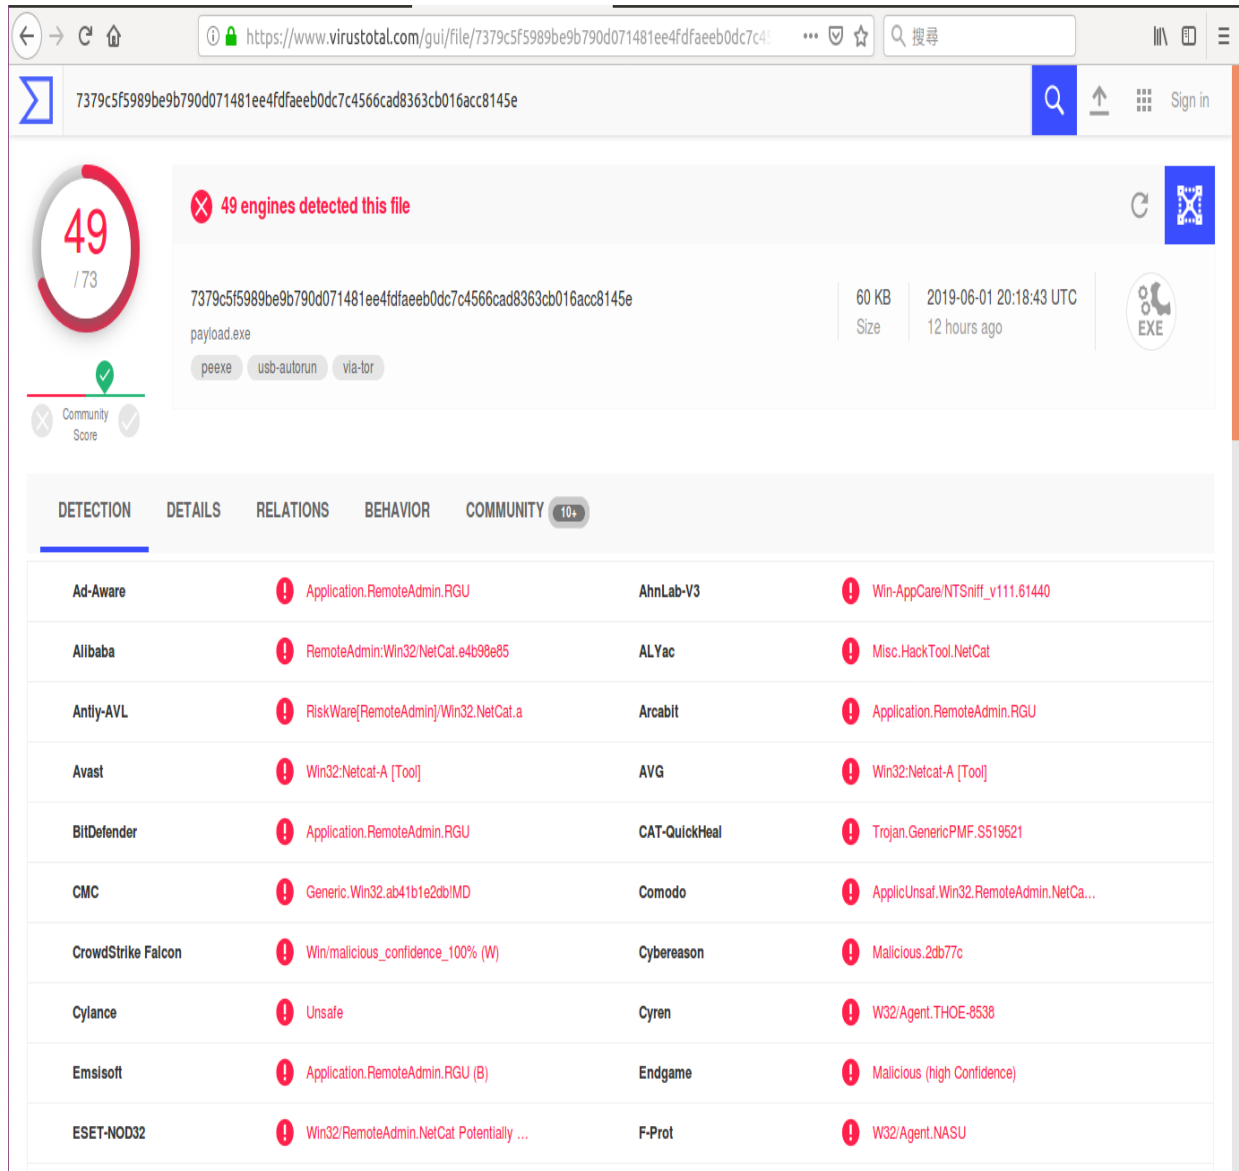 https://www.virustotal.com/gui/file/7379c5f5989be9b790d071481ee4fdfaeeb0dc7c45
搜尋
7379c5f5989be9b790d071481ee4fdfaeeb0dc7c4566cad8363cb016acc8145e
Sign in
49
/ 73
49 engines detected this file
7379c5f5989be9b790d071481ee4fdfaeeb0dc7c4566cad8363cb016acc8145e
60 KB
2019-06-01 20:18:43 UTC
payload.exe
Size
12 hours ago
EXE
peexe
usb-autorun
via-tor
Community
Score
DETECTION
DETAILS
RELATIONS
BEHAVIOR
COMMUNITY 10+
Ad-Aware
Application.RemoteAdmin.RGU
AhnLab-V3
Win-AppCare/NTSniff_v111.61440
Alibaba
RemoteAdmin:Win32/NetCat.e4b98e85
ALYac
Misc.HackTool.NetCat
Antiy-AVL
RiskWare[RemoteAdmin]/Win32.NetCat.a
Arcabit
Application.RemoteAdmin.RGU
Avast
Win32:Netcat-A [Tool]
AVG
Win32:Netcat-A [Tool]
BitDefender
Application.RemoteAdmin.RGU
CAT-QuickHeal
Trojan.GenericPMF.S519521
CMC
Generic.Win32.ab41b1e2db!MD
Comodo
ApplicUnsaf.Win32.RemoteAdmin.NetCa...
CrowdStrike Falcon
Win/malicious_confidence_100% (W)
Cybereason
Malicious.2db77c
Cylance
Unsafe
Cyren
W32/Agent.THOE-8538
Emsisoft
Application.RemoteAdmin.RGU (B)
Endgame
Malicious (high Confidence)
ESET-NOD32
Win32/RemoteAdmin.NetCat Potentially ...
F-Prot
W32/Agent.NASU